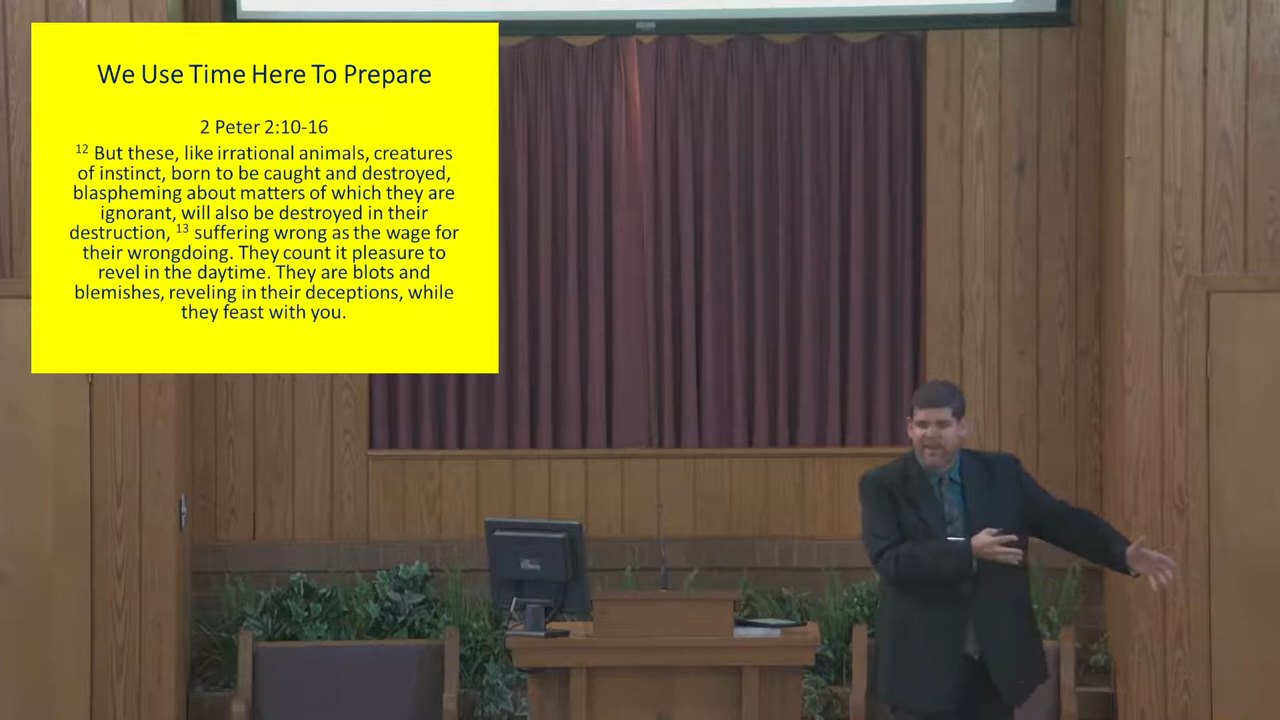 We Use Time Here To Prepare
2 Peter 2:10-16
12 But these, like irrational animals, creatures
of instinct, born to be caught and destroyed,
blaspheming about matters of which they are
ignorant, will also be destroyed in their
destruction, 13 suffering wrong as the wage for
their wrongdoing. They count it pleasure to
revel in the daytime. They are blots and
blemishes, reveling in their deceptions, while
they feast with you.